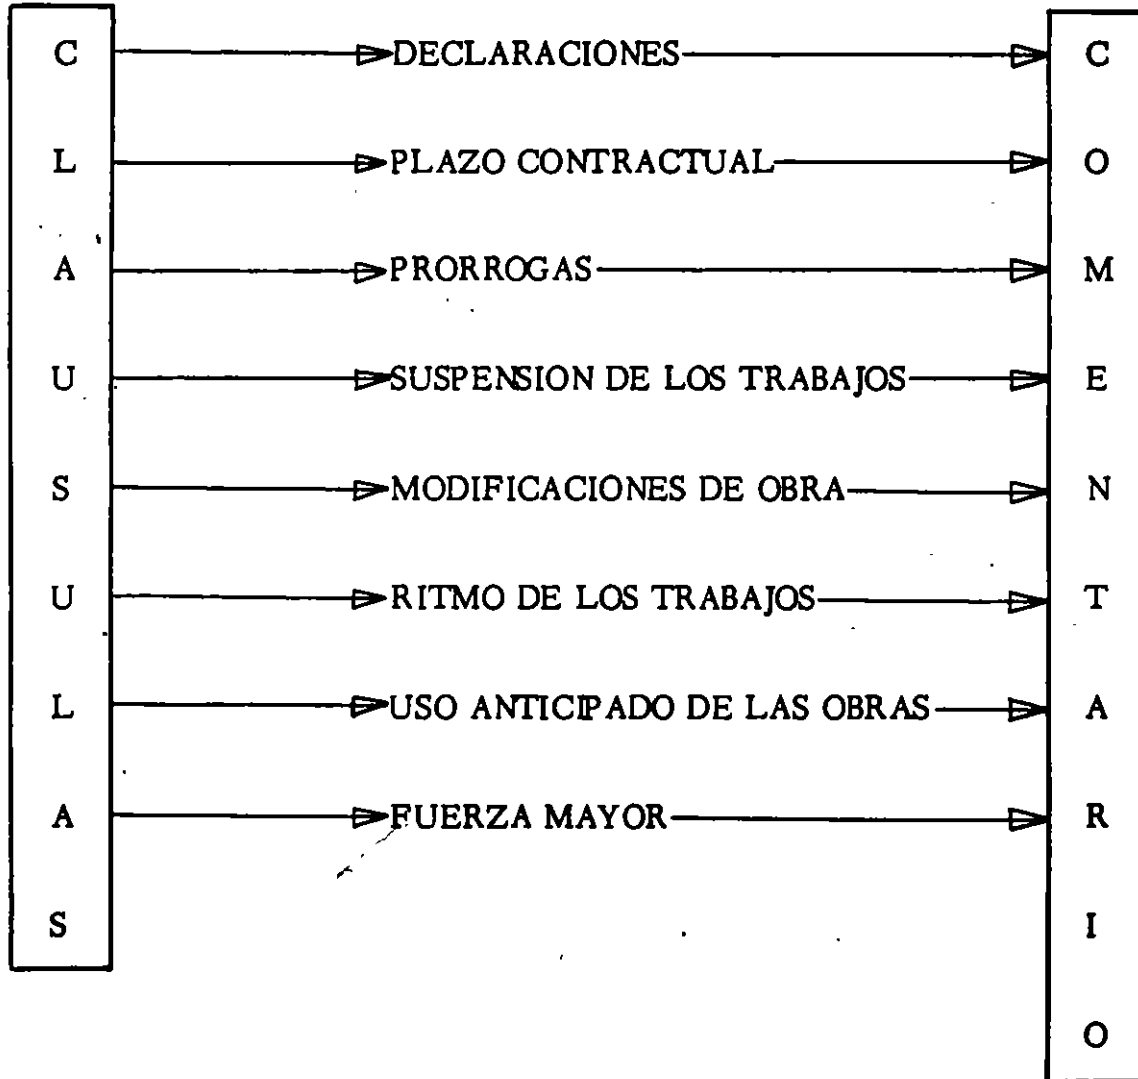 C DECLARACIONES C
L PLAZO CONTRACTUAL O
A PRORROGAS M
U SUSPENSION DE LOS TRABAJOS E
S MODIFICACIONES DE OBRA N
U RITMO DE LOS TRABAJOS T
L USO ANTICIPADO DE LAS OBRAS A
A FUERZA MAYOR R
S I
O